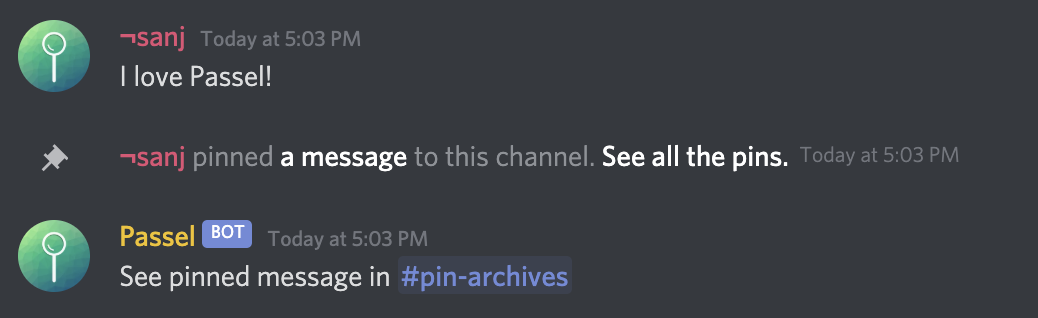 ¬sanj Today at 5:03 PM
I love Passel!
¬sanj pinned a message to this channel. See all the pins. Today at 5:03 PM
Passel BOT Today at 5:03 PM
See pinned message in #pin-archives